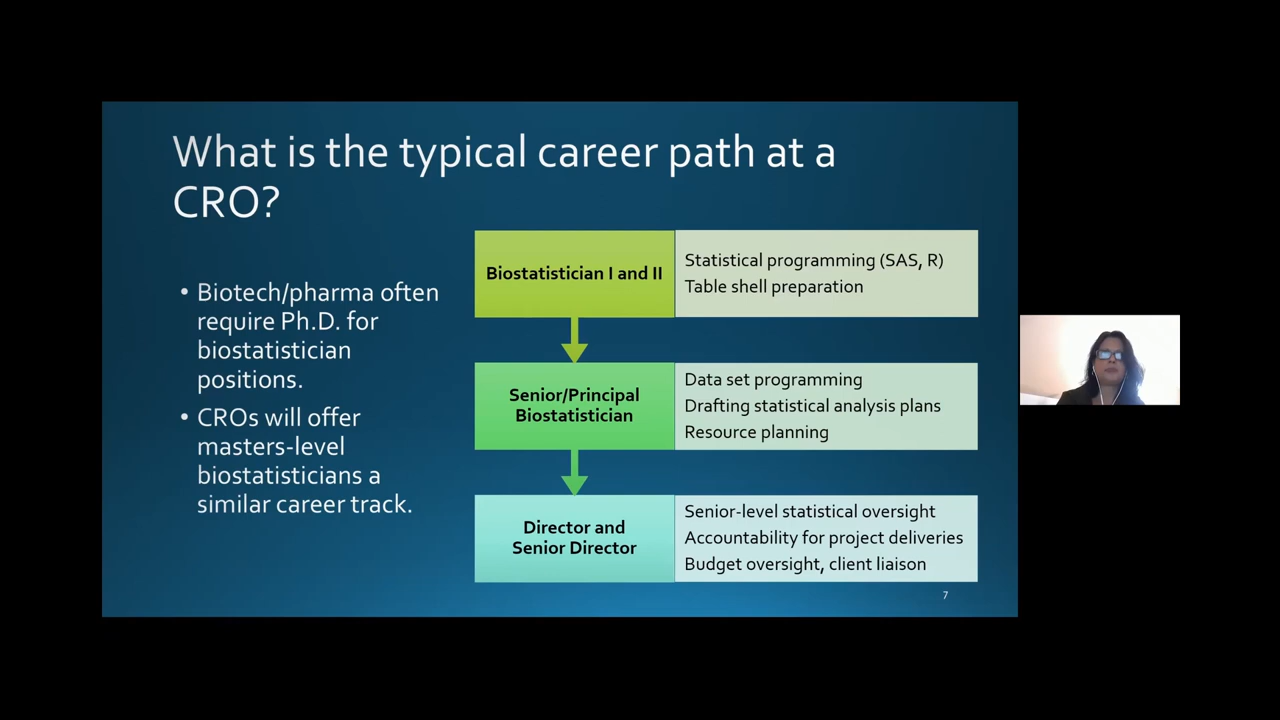 What is the typical career path at a
CRO?
• Biotech/pharma often
require Ph.D. for
biostatistician
positions.
• CROs will offer
masters-level
biostatisticians a
similar career track.
Biostatistician I and II
Statistical programming (SAS, R)
Table shell preparation
Senior/Principal
Biostatistician
Data set programming
Drafting statistical analysis plans
Resource planning
Director and
Senior Director
Senior-level statistical oversight
Accountability for project deliveries
Budget oversight, client liaison
7